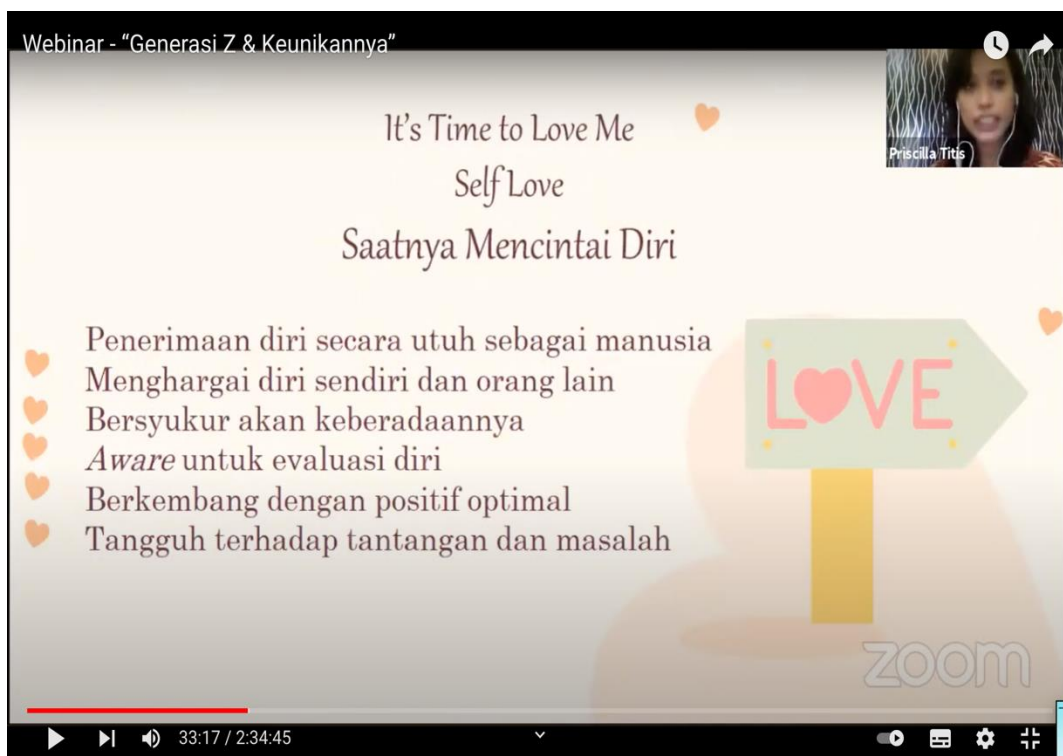 Webinar - “Generasi Z & Keunikannya”
Priscilla Titis
It's Time to Love Me
Self Love
Saatnya Mencintai Diri
Penerimaan diri secara utuh sebagai manusia
Menghargai diri sendiri dan orang lain
Bersyukur akan keberadaannya
Aware untuk evaluasi diri
Berkembang dengan positif optimal
Tangguh terhadap tantangan dan masalah
LOVE
zoom
33:17 / 2:34:45